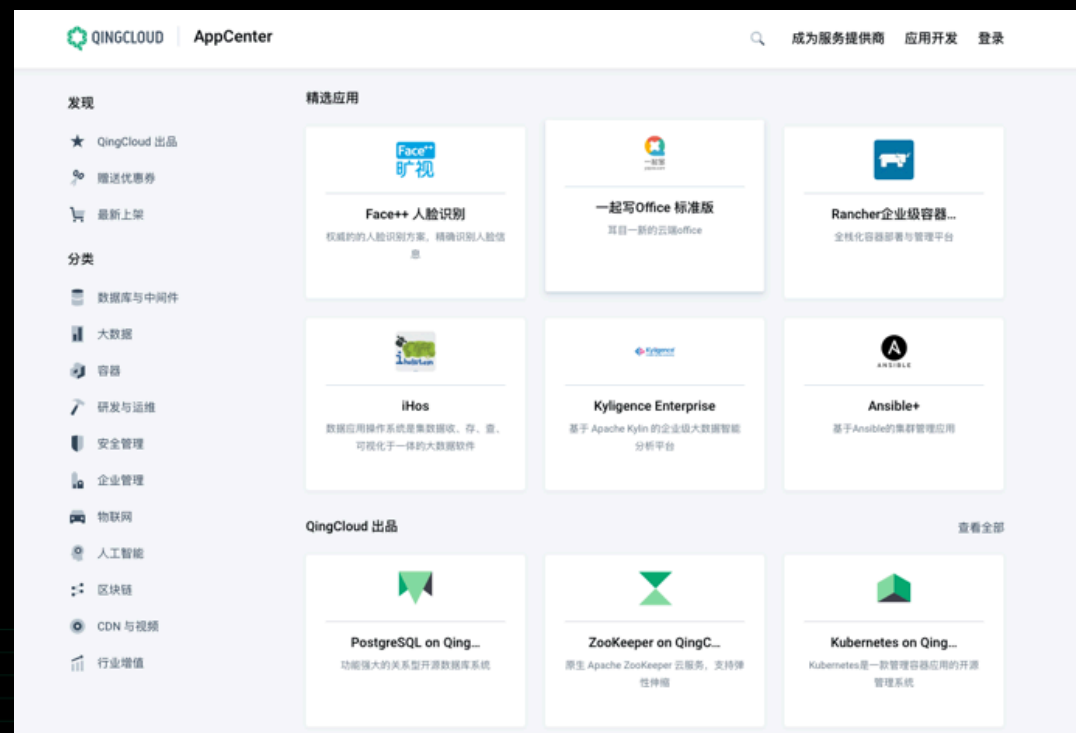 QINGCLOUD AppCenter 成为服务提供商 应用开发 登录
发现
QingCloud 出品
赠送优惠券
最新上架
分类
数据库与中间件
大数据
容器
研发与运维
安全管理
企业管理
物联网
人工智能
区块链
CDN 与视频
行业增值
精选应用
Face++
旷视
Face++ 人脸识别
权威的的人脸识别方案,精确识别人脸信
息
一起写
一起写Office 标准版
耳目一新的云端office
Rancher企业级容器...
全栈化容器部署与管理平台
iHos
数据应用操作系统是集数据收、存、查、
可视化于一体的大数据软件
Kyligence
Kyligence Enterprise
基于 Apache Kylin 的企业级大数据智能
分析平台
ANSIBLE
Ansible+
基于Ansible的集群管理应用
QingCloud 出品 查看全部
PostgreSQL on Qing...
功能强大的关系型开源数据库系统
ZooKeeper on QingC...
原生 Apache ZooKeeper 云服务,支持弹
性伸缩
Kubernetes on Qing...
Kubernetes是一款管理容器应用的开源
管理系统